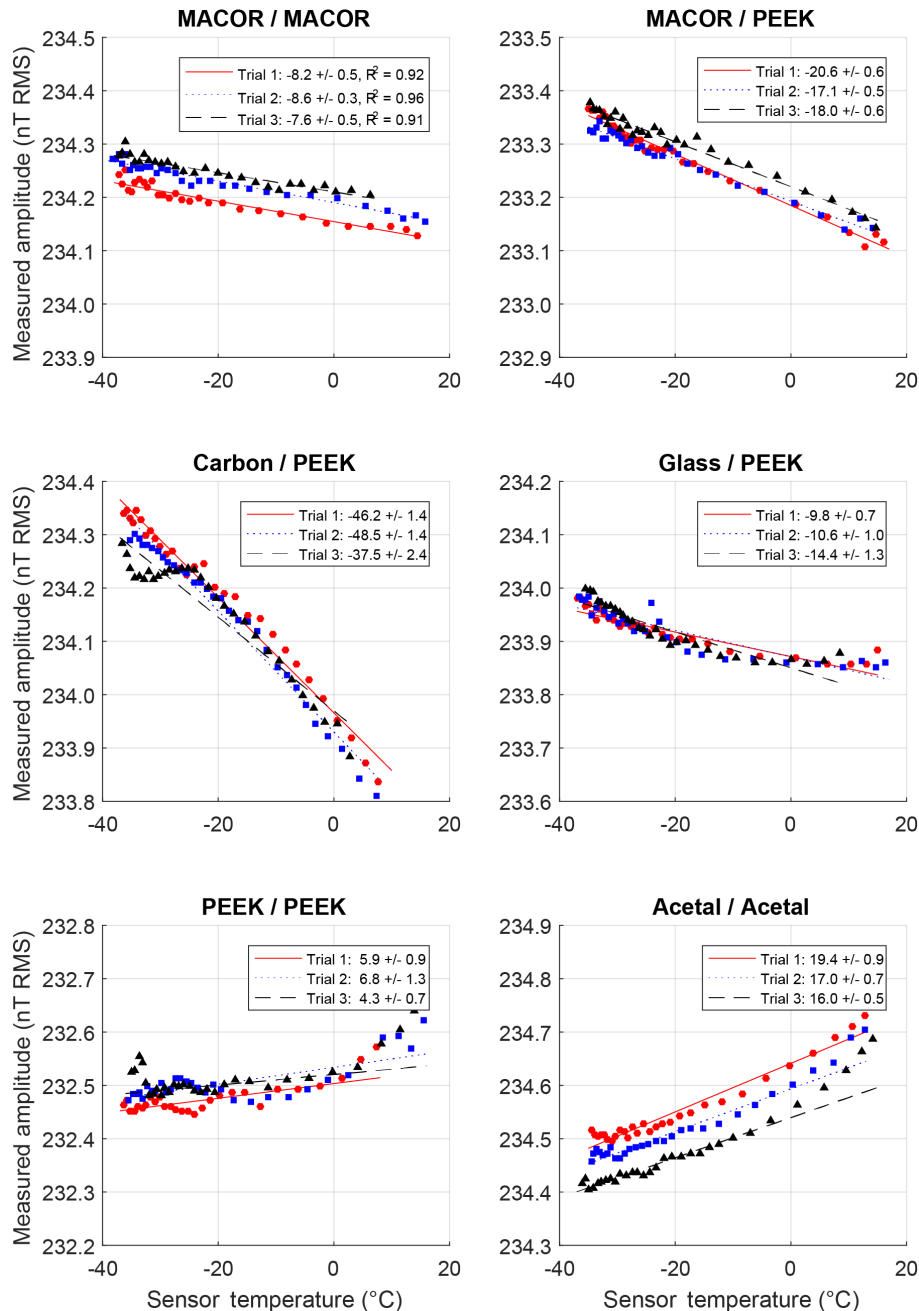 MACOR / MACOR
Measured amplitude (nT RMS)
234.5
234.4
234.3
234.2
234.1
234.0
233.9
Trial 1: -8.2 +/- 0.5, R² = 0.92
Trial 2: -8.6 +/- 0.3, R² = 0.96
Trial 3: -7.6 +/- 0.5, R² = 0.91
-40 -20 0 20
MACOR / PEEK
233.5
233.4
233.3
233.2
233.1
233.0
232.9
Trial 1: -20.6 +/- 0.6
Trial 2: -17.1 +/- 0.5
Trial 3: -18.0 +/- 0.6
-40 -20 0 20
Carbon / PEEK
Measured amplitude (nT RMS)
234.4
234.3
234.2
234.1
234.0
233.9
233.8
Trial 1: -46.2 +/- 1.4
Trial 2: -48.5 +/- 1.4
Trial 3: -37.5 +/- 2.4
-40 -20 0 20
Glass / PEEK
234.2
234.1
234.0
233.9
233.8
233.7
233.6
Trial 1: -9.8 +/- 0.7
Trial 2: -10.6 +/- 1.0
Trial 3: -14.4 +/- 1.3
-40 -20 0 20
PEEK / PEEK
Measured amplitude (nT RMS)
232.8
232.7
232.6
232.5
232.4
232.3
232.2
Trial 1: 5.9 +/- 0.9
Trial 2: 6.8 +/- 1.3
Trial 3: 4.3 +/- 0.7
-40 -20 0 20
Sensor temperature (°C)
Acetal / Acetal
234.9
234.8
234.7
234.6
234.5
234.4
234.3
Trial 1: 19.4 +/- 0.9
Trial 2: 17.0 +/- 0.7
Trial 3: 16.0 +/- 0.5
-40 -20 0 20
Sensor temperature (°C)